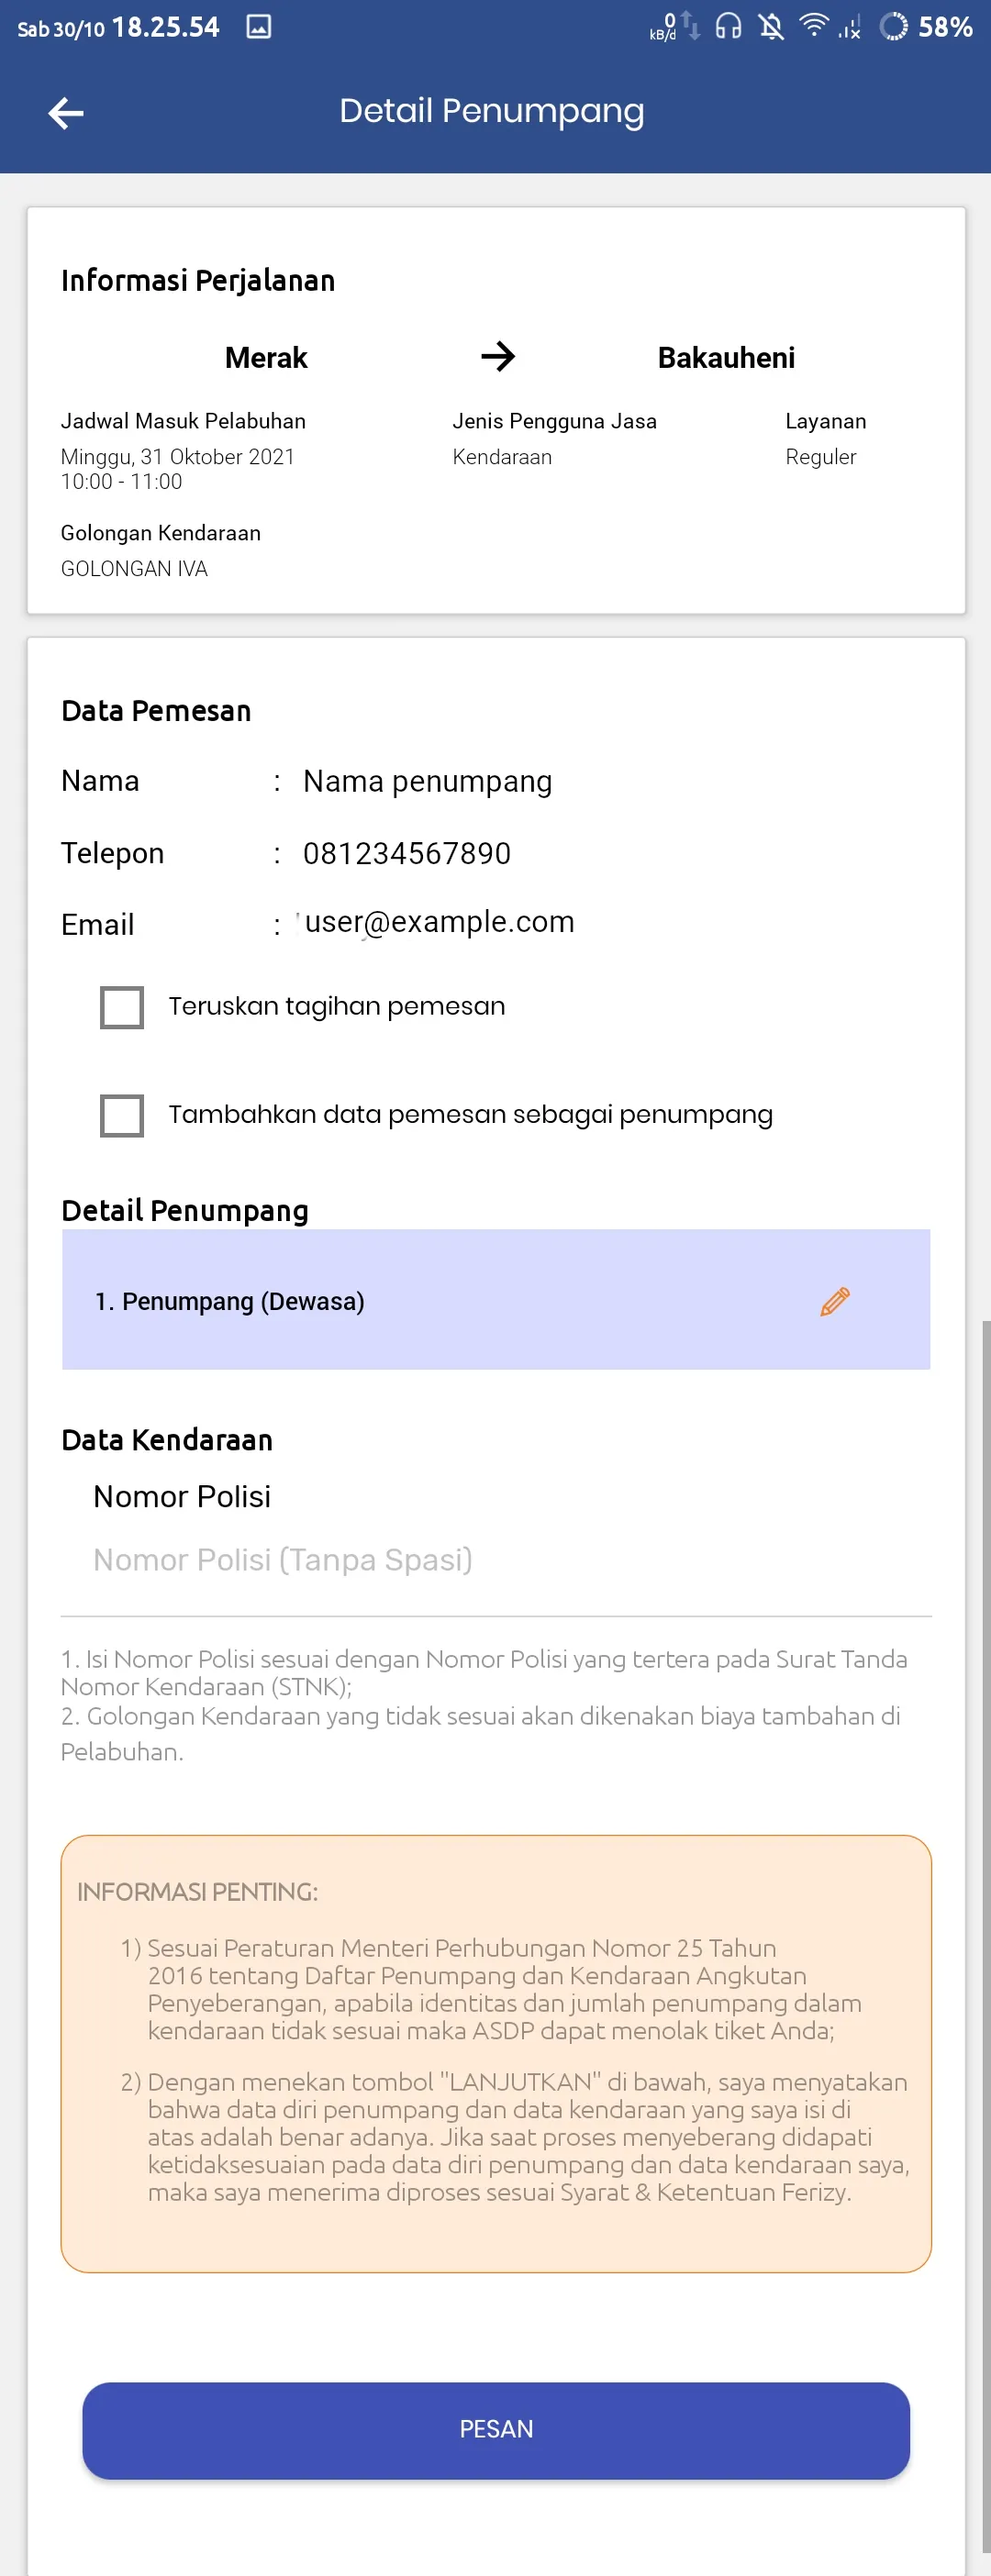 Sab 30/10 18.25.54 0 kB/d 58%
Detail Penumpang
Informasi Perjalanan
Merak → Bakauheni
Jadwal Masuk Pelabuhan Jenis Pengguna Jasa Layanan
Minggu, 31 Oktober 2021 Kendaraan Reguler
10:00 - 11:00
Golongan Kendaraan
GOLONGAN IVA
Data Pemesan
Nama : Nama penumpang
Telepon : 081234567890
Email : user@example.com
Teruskan tagihan pemesan
Tambahkan data pemesan sebagai penumpang
Detail Penumpang
1. Penumpang (Dewasa)
Data Kendaraan
Nomor Polisi
Nomor Polisi (Tanpa Spasi)
1. Isi Nomor Polisi sesuai dengan Nomor Polisi yang tertera pada Surat Tanda
Nomor Kendaraan (STNK);
2. Golongan Kendaraan yang tidak sesuai akan dikenakan biaya tambahan di
Pelabuhan.
INFORMASI PENTING:
1) Sesuai Peraturan Menteri Perhubungan Nomor 25 Tahun
2016 tentang Daftar Penumpang dan Kendaraan Angkutan
Penyeberangan, apabila identitas dan jumlah penumpang dalam
kendaraan tidak sesuai maka ASDP dapat menolak tiket Anda;
2) Dengan menekan tombol "LANJUTKAN" di bawah, saya menyatakan
bahwa data diri penumpang dan data kendaraan yang saya isi di
atas adalah benar adanya. Jika saat proses menyeberang didapati
ketidaksesuaian pada data diri penumpang dan data kendaraan saya,
maka saya menerima diproses sesuai Syarat & Ketentuan Ferizy.
PESAN